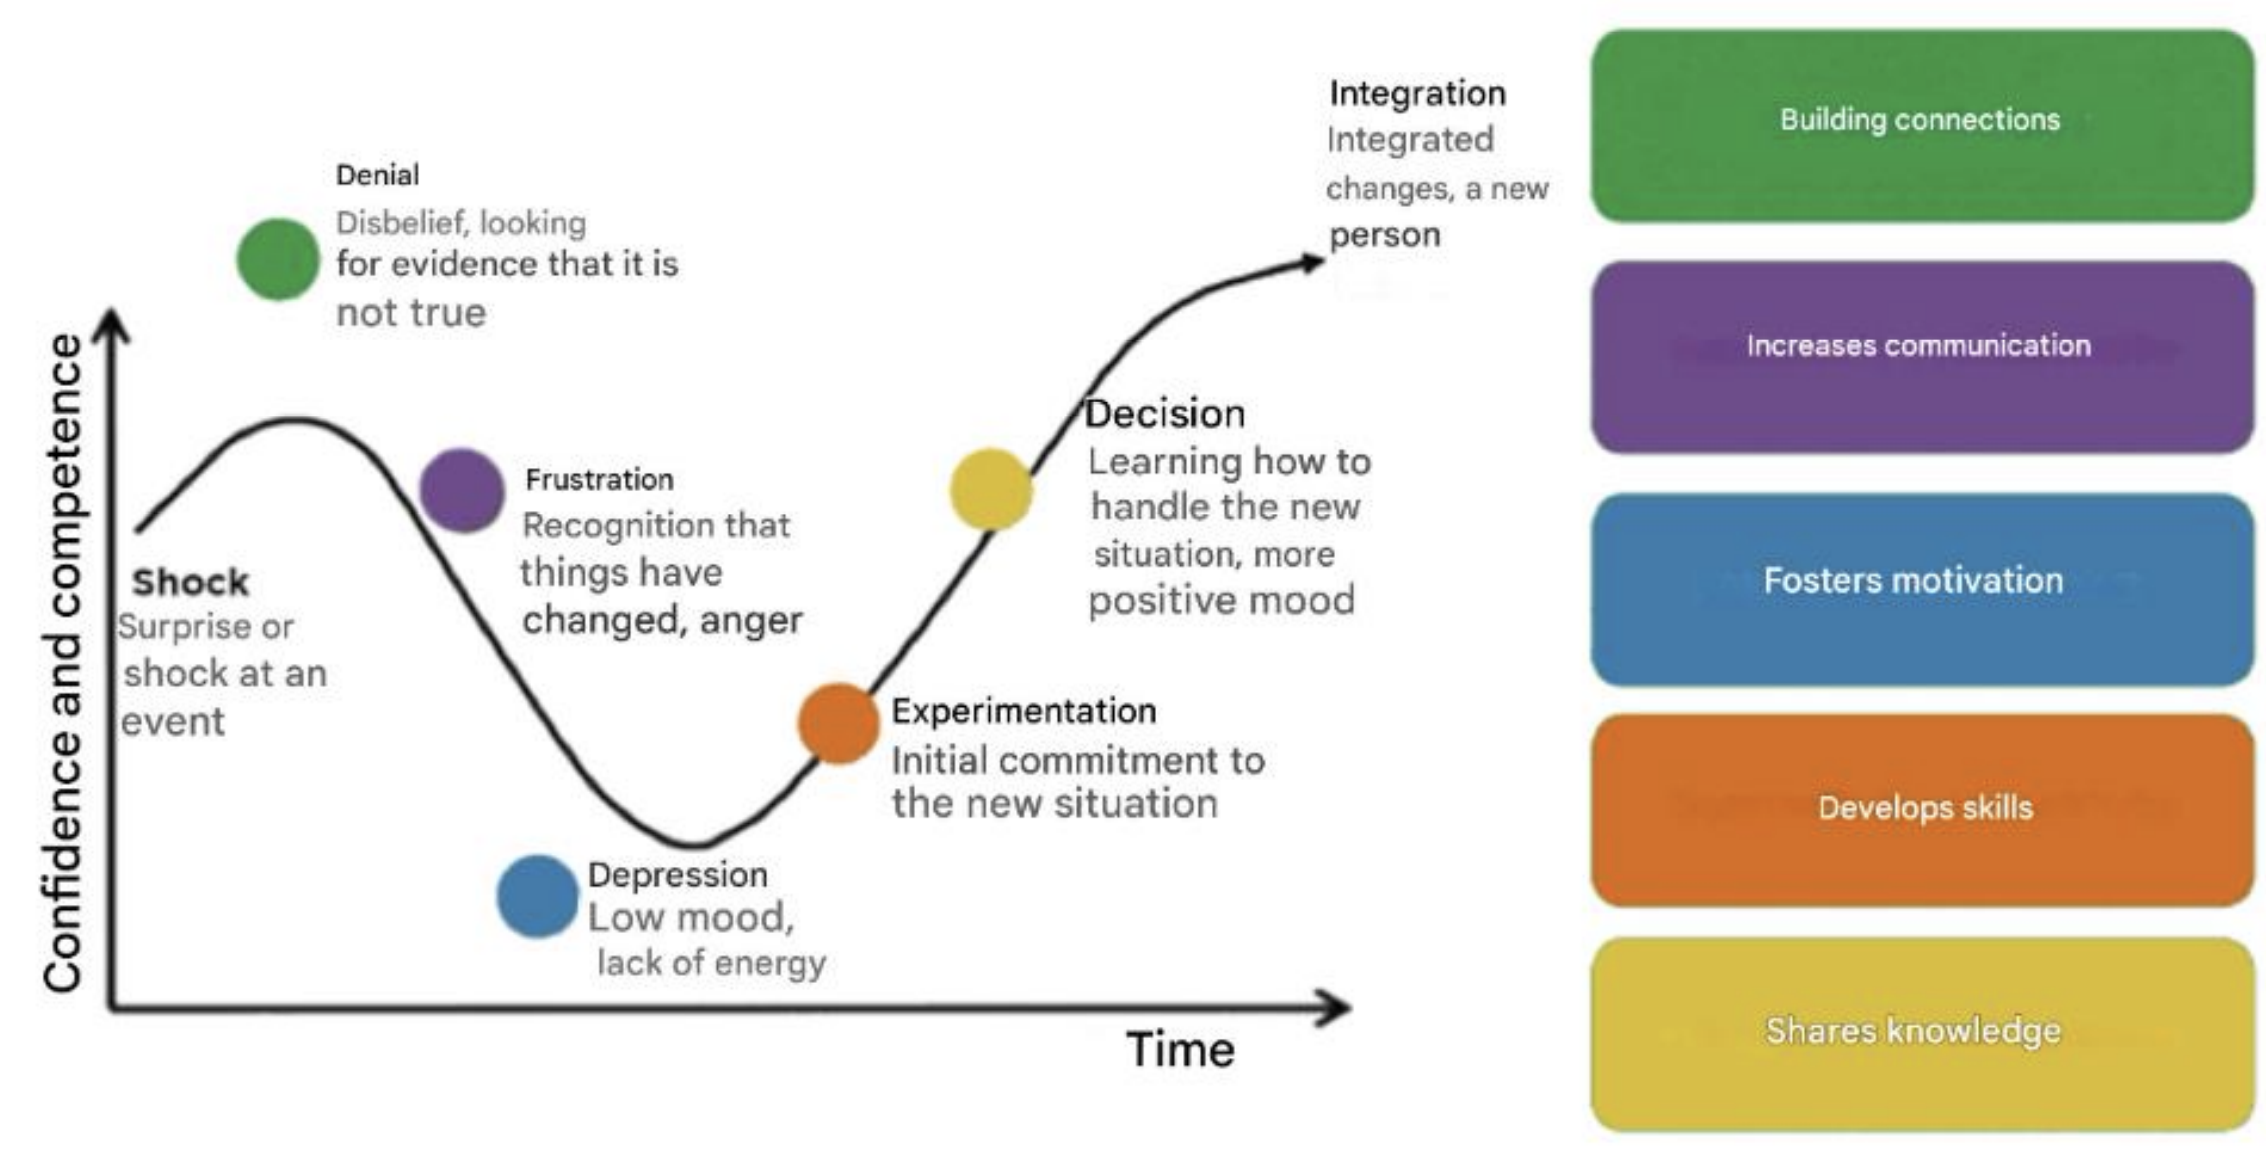 Integration
Integrated
changes, a new
person
Denial
Disbelief, looking
for evidence that it is
not true
Confidence and competence
Shock
Surprise or
shock at an
event
Frustration
Recognition that
things have
changed, anger
Decision
Learning how to
handle the new
situation, more
positive mood
Experimentation
Initial commitment to
the new situation
Depression
Low mood,
lack of energy
Time
Building connections
Increases communication
Fosters motivation
Develops skills
Shares knowledge